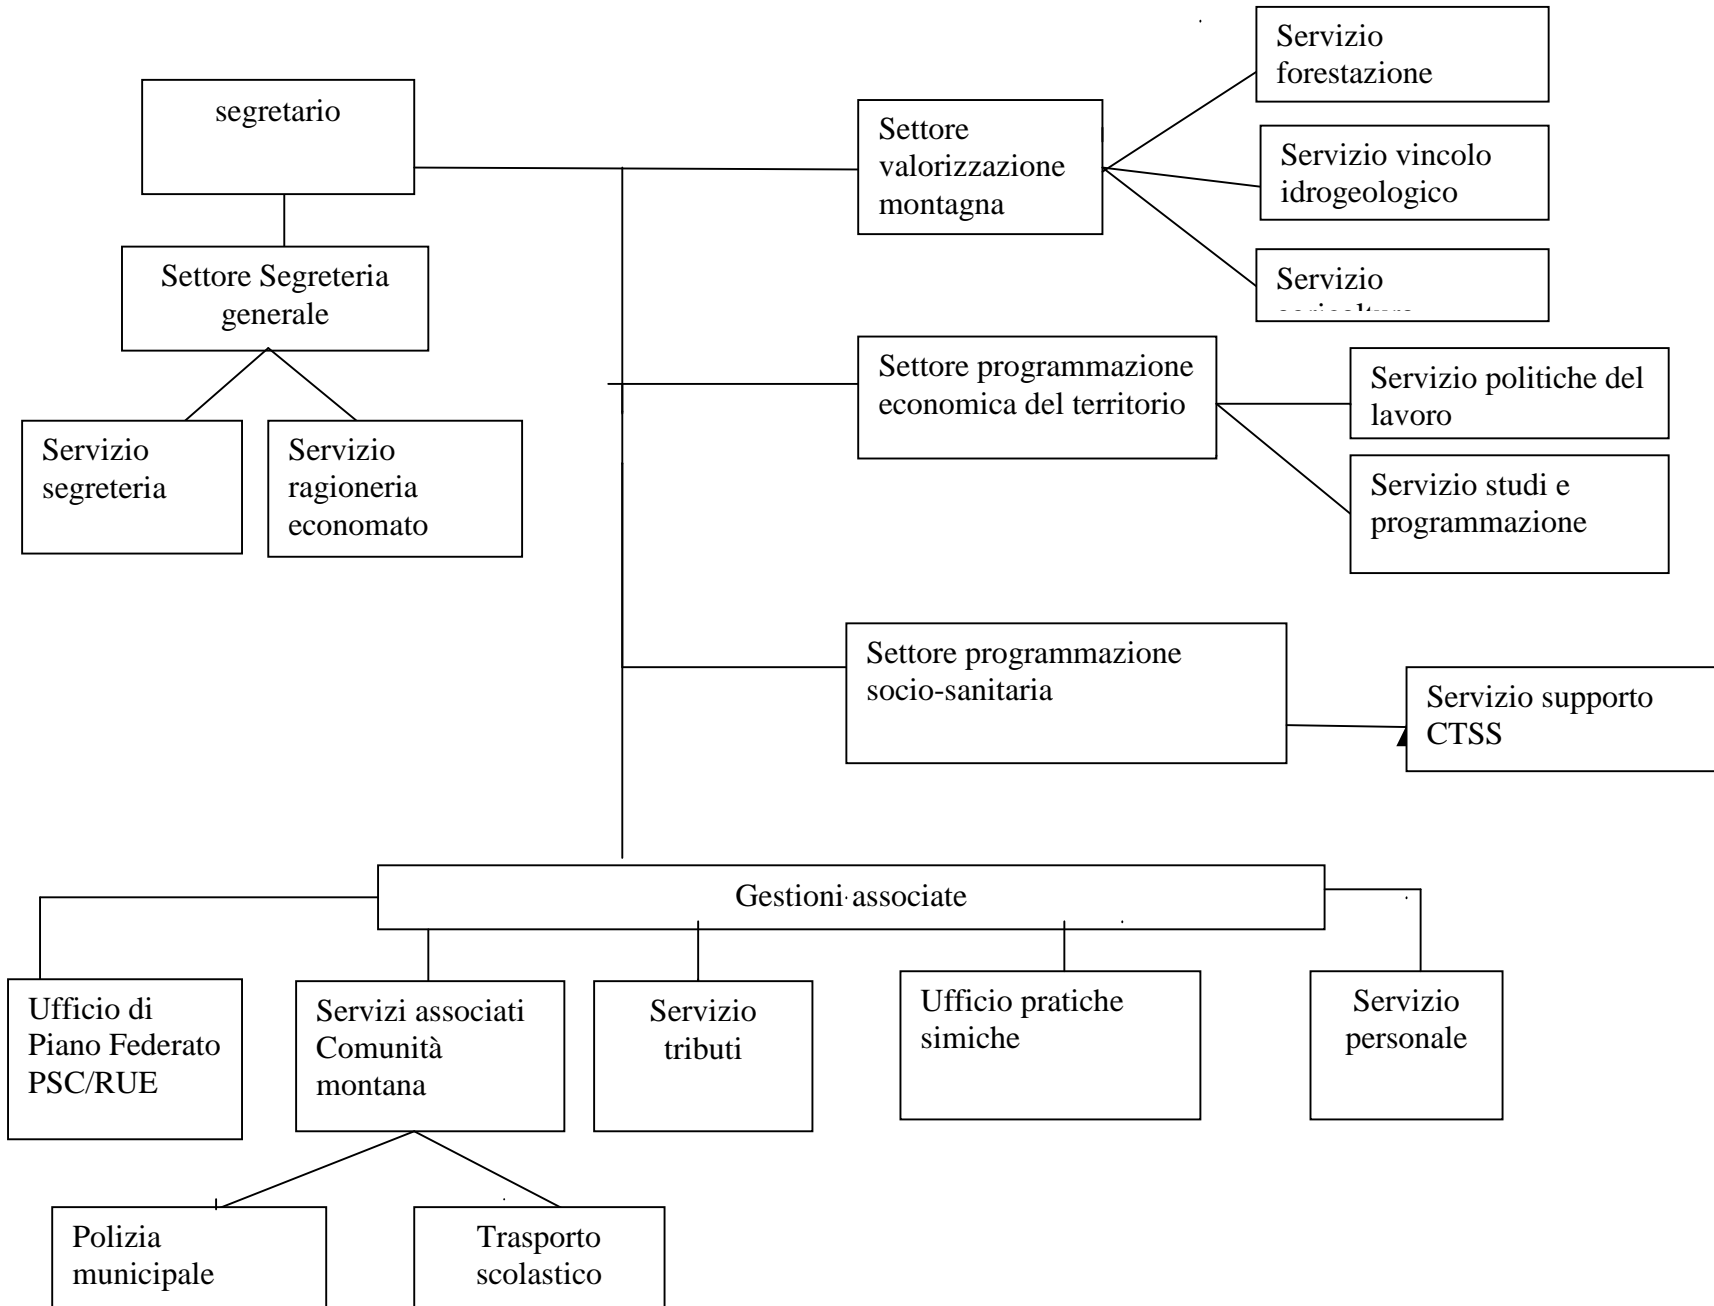 segretario
Settore Segreteria
generale
Servizio
segreteria
Servizio
ragioneria
economato
Settore
valorizzazione
montagna
Servizio
forestazione
Servizio vincolo
idrogeologico
Servizio
Settore programmazione
economica del territorio
Servizio politiche del
lavoro
Servizio studi e
programmazione
Settore programmazione
socio-sanitaria
Servizio supporto
CTSS
Gestioni associate
Ufficio di
Piano Federato
PSC/RUE
Servizi associati
Comunità
montana
Servizio
tributi
Ufficio pratiche
simiche
Servizio
personale
Polizia
municipale
Trasporto
scolastico